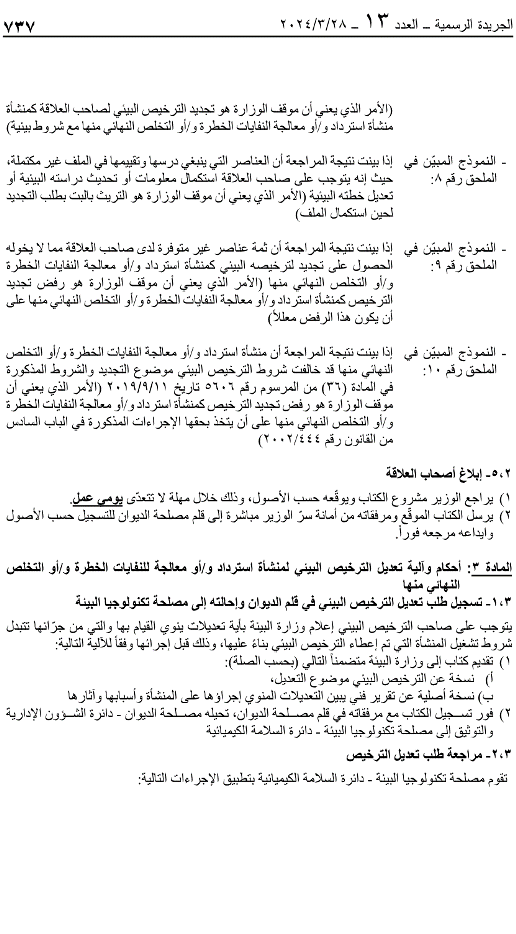 الجريدة الرسمية ــ العدد ١٣ ــ ٢٠٢٤/٣/٢٨
٧٣٧
(الأمر الذي يعني أن موقف الوزارة هو تجديد الترخيص البيئي لصاحب العلاقة كمنشأة
منشأة استرداد و/أو معالجة النفايات الخطرة و/أو التخلص النهائي منها مع شروط بيئية)
- النموذج المبيّن في إذا بينت نتيجة المراجعة أن العناصر التي ينبغي درسها وتقييمها في الملف غير مكتملة،
الملحق رقم ٨: حيث إنه يتوجب على صاحب العلاقة استكمال معلومات أو تحديث دراسته البيئية أو
تعديل خطته البيئية (الأمر الذي يعني أن موقف الوزارة هو التريث بالبت بطلب التجديد
لحين استكمال الملف)
- النموذج المبيّن في إذا بينت نتيجة المراجعة أن ثمة عناصر غير متوفرة لدى صاحب العلاقة مما لا يخوله
الملحق رقم ٩: الحصول على تجديد لترخيصه البيئي كمنشأة استرداد و/أو معالجة النفايات الخطرة
و/أو التخلص النهائي منها (الأمر الذي يعني أن موقف الوزارة هو رفض تجديد
الترخيص كمنشأة استرداد و/أو معالجة النفايات الخطرة و/أو التخلص النهائي منها على
أن يكون هذا الرفض معللاً)
- النموذج المبيّن في إذا بينت نتيجة المراجعة أن منشأة استرداد و/أو معالجة النفايات الخطرة و/أو التخلص
الملحق رقم ١٠: النهائي منها قد خالفت شروط الترخيص البيئي موضوع التجديد والشروط المذكورة
في المادة (٣٦) من المرسوم رقم ٥٦٠٦ تاريخ ٢٠١٩/٩/١١ (الأمر الذي يعني أن
موقف الوزارة هو رفض تجديد الترخيص كمنشأة استرداد و/أو معالجة النفايات الخطرة
و/أو التخلص النهائي منها على أن يتخذ بحقها الإجراءات المذكورة في الباب السادس
من القانون رقم ٢٠٠٢/٤٤٤)
٥,٢- إبلاغ أصحاب العلاقة
١) يراجع الوزير مشروع الكتاب ويوقّعه حسب الأصول، وذلك خلال مهلة لا تتعدّى يومي عمل.
٢) يرسل الكتاب الموقّع ومرفقاته من أمانة سرّ الوزير مباشرة إلى قلم مصلحة الديوان للتسجيل حسب الأصول
وإيداعه مرجعه فوراً.
المادة ٣: أحكام وآلية تعديل الترخيص البيئي لمنشأة استرداد و/أو معالجة للنفايات الخطرة و/أو التخلص
النهائي منها
١,٣- تسجيل طلب تعديل الترخيص البيئي في قلم الديوان وإحالته إلى مصلحة تكنولوجيا البيئة
يتوجب على صاحب الترخيص البيئي إعلام وزارة البيئة بأية تعديلات ينوي القيام بها والتي من جرّائها تتبدل
شروط تشغيل المنشأة التي تم إعطاء الترخيص البيئي بناءً عليها، وذلك قبل إجرائها وفقاً للآلية التالية:
١) تقديم كتاب إلى وزارة البيئة متضمناً التالي (بحسب الصلة):
أ) نسخة عن الترخيص البيئي موضوع التعديل،
ب) نسخة أصلية عن تقرير فني يبين التعديلات المنوي إجراؤها على المنشأة وأسبابها وآثارها
٢) فور تسجيل الكتاب مع مرفقاته في قلم مصلحة الديوان، تحيله مصلحة الديوان - دائرة الشؤون الإدارية
والتوثيق إلى مصلحة تكنولوجيا البيئة - دائرة السلامة الكيميائية
٢,٣- مراجعة طلب تعديل الترخيص
تقوم مصلحة تكنولوجيا البيئة - دائرة السلامة الكيميائية بتطبيق الإجراءات التالية: